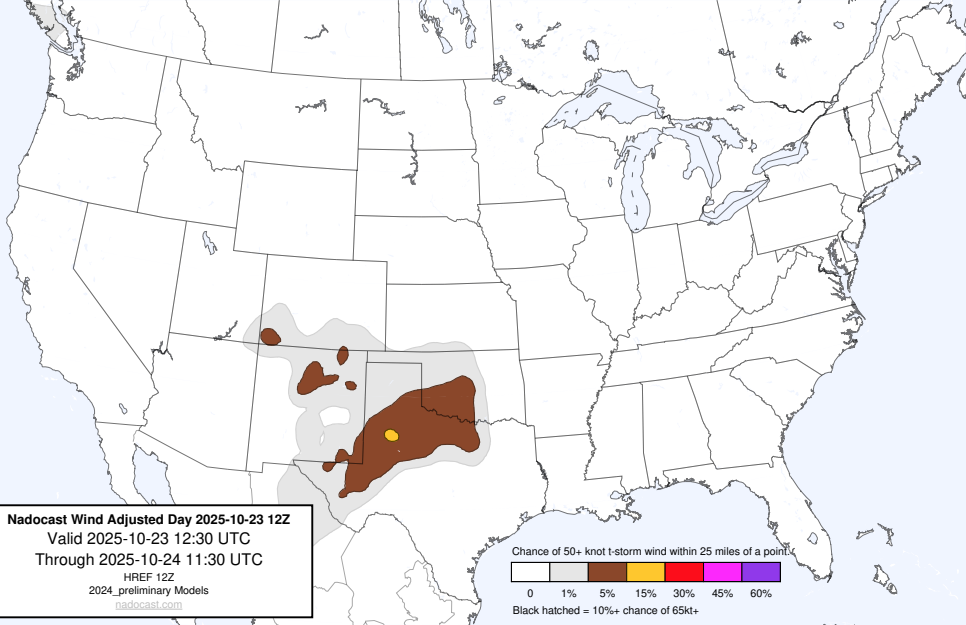 Nadocast Wind Adjusted Day 2025-10-23 12Z
Valid 2025-10-23 12:30 UTC
Through 2025-10-24 11:30 UTC
HREF 12Z
2024_preliminary Models
nadocast.com
Chance of 50+ knot t-storm wind within 25 miles of a point.
0 1% 5% 15% 30% 45% 60%
Black hatched = 10%+ chance of 65kt+